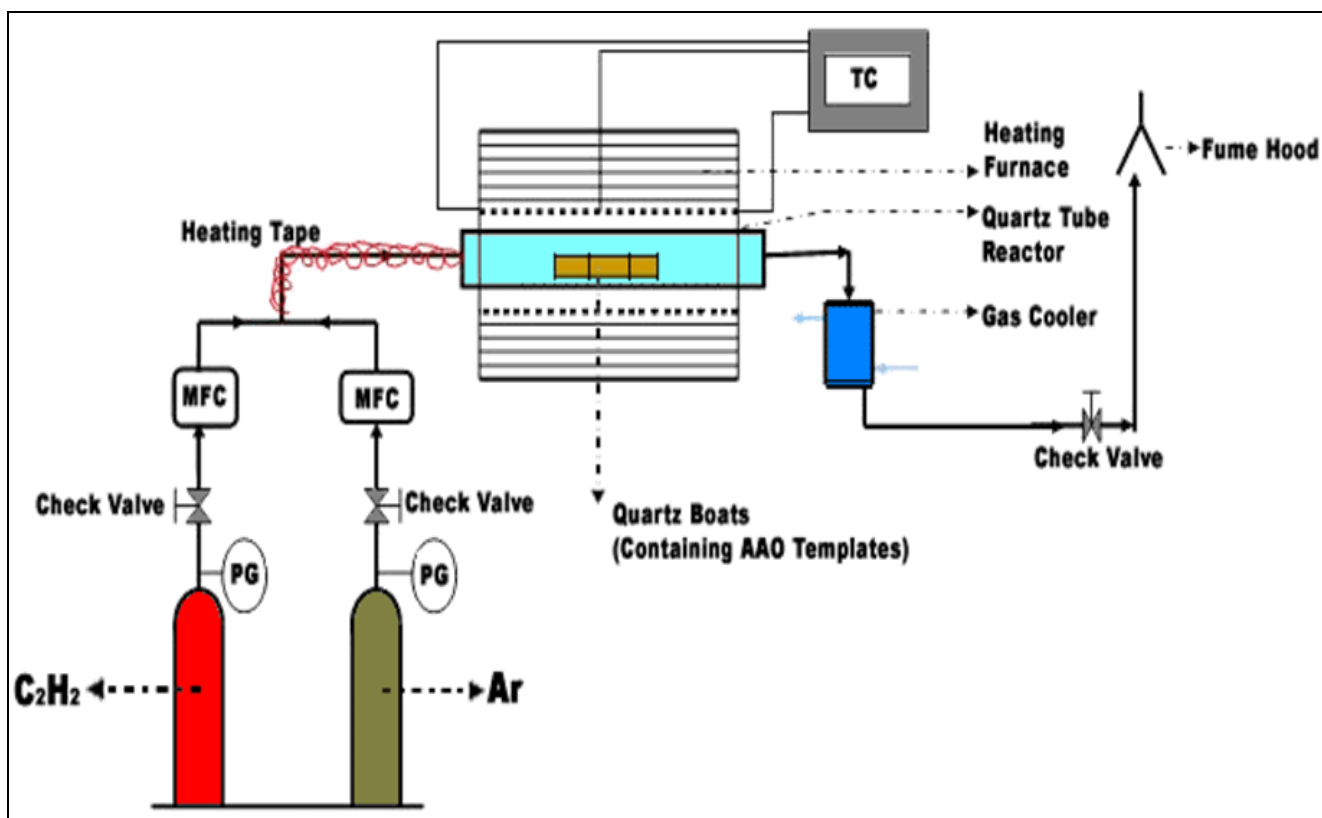 TC
Heating
Furnace
Fume Hood
Heating Tape
Quartz Tube
Reactor
Gas Cooler
MFC
MFC
Check Valve
Check Valve
Check Valve
Quartz Boats
(Containing AAO Templates)
PG
PG
C₂H₂
Ar